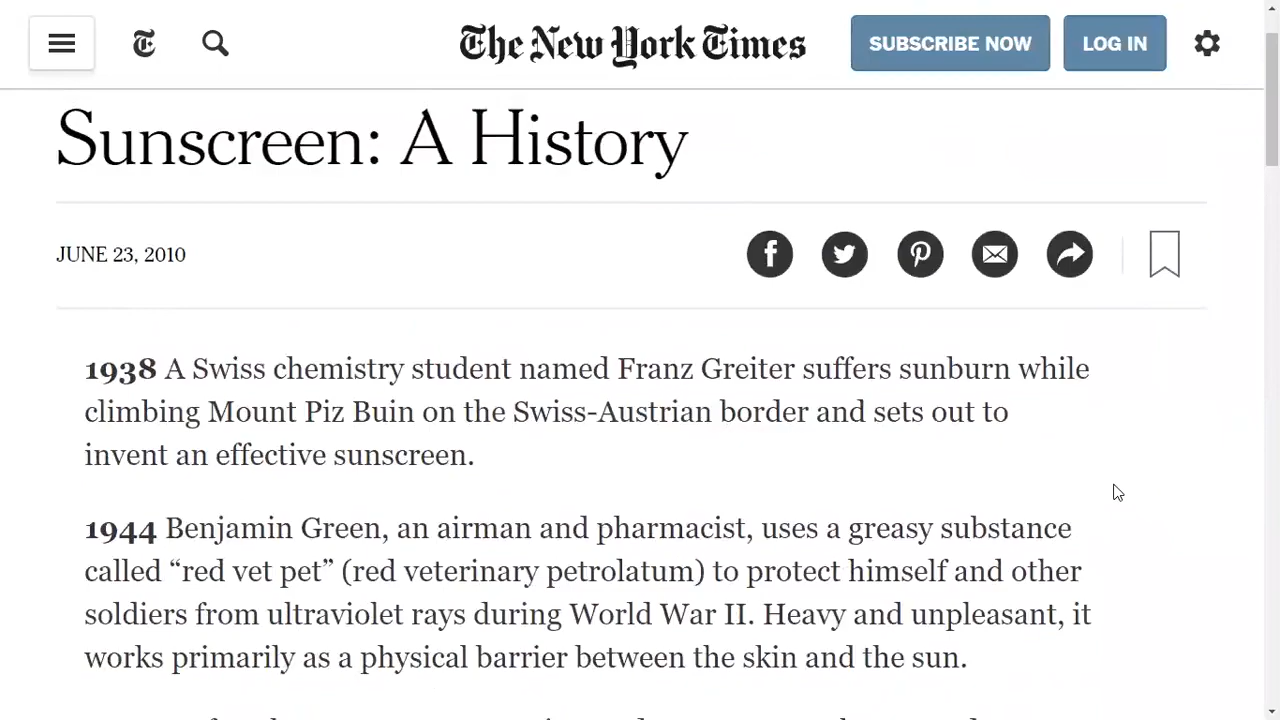 The New York Times
SUBSCRIBE NOW
LOG IN
Sunscreen: A History
JUNE 23, 2010
1938 A Swiss chemistry student named Franz Greiter suffers sunburn while
climbing Mount Piz Buin on the Swiss-Austrian border and sets out to
invent an effective sunscreen.
1944 Benjamin Green, an airman and pharmacist, uses a greasy substance
called “red vet pet” (red veterinary petrolatum) to protect himself and other
soldiers from ultraviolet rays during World War II. Heavy and unpleasant, it
works primarily as a physical barrier between the skin and the sun.